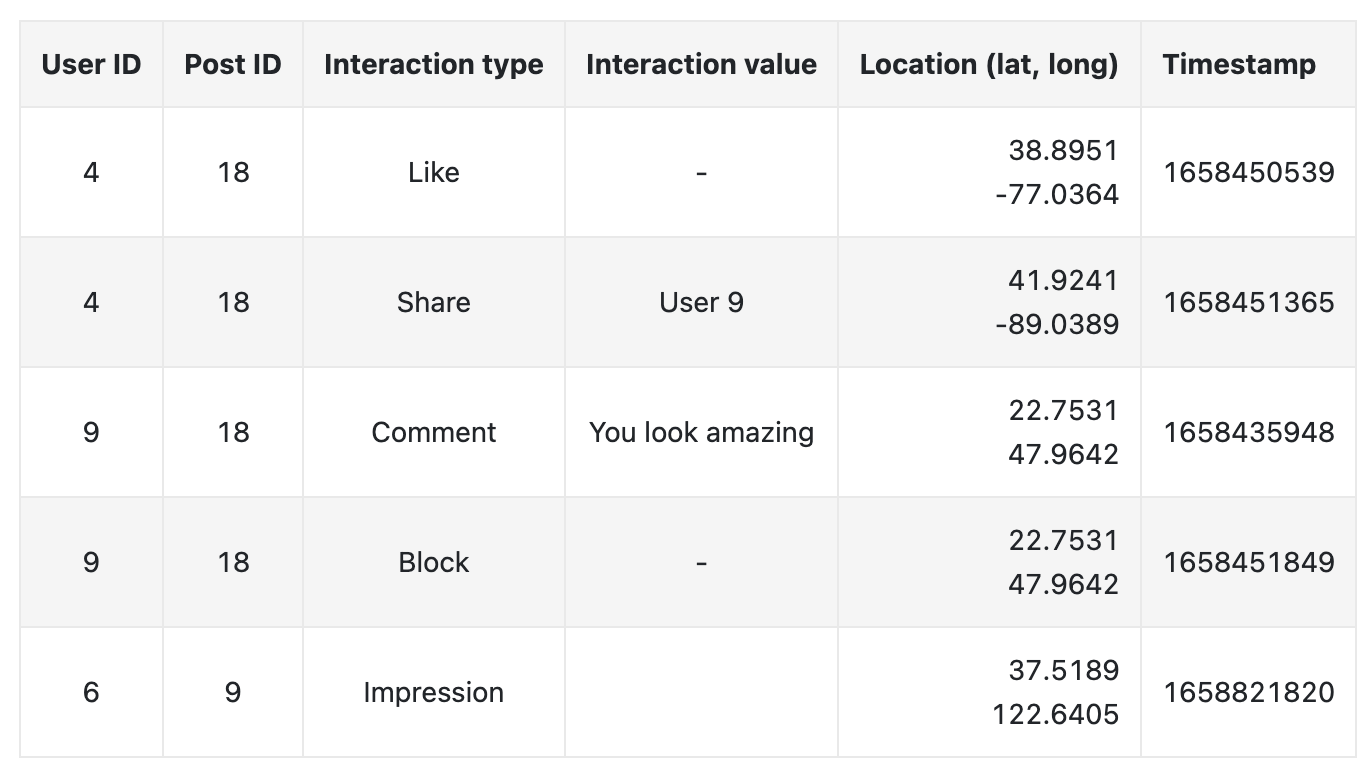 User ID Post ID Interaction type Interaction value Location (lat, long) Timestamp
4 18 Like - 38.8951 -77.0364 1658450539
4 18 Share User 9 41.9241 -89.0389 1658451365
9 18 Comment You look amazing 22.7531 47.9642 1658435948
9 18 Block - 22.7531 47.9642 1658451849
6 9 Impression 37.5189 122.6405 1658821820